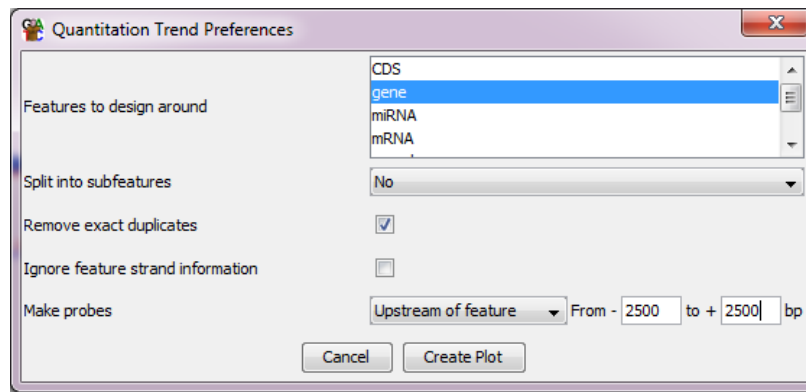 Quantitation Trend Preferences
CDS
Features to design around
gene
miRNA
mRNA
Split into subfeatures No
Remove exact duplicates
Ignore feature strand information
Make probes Upstream of feature From - 2500 to + 2500 bp
Cancel Create Plot